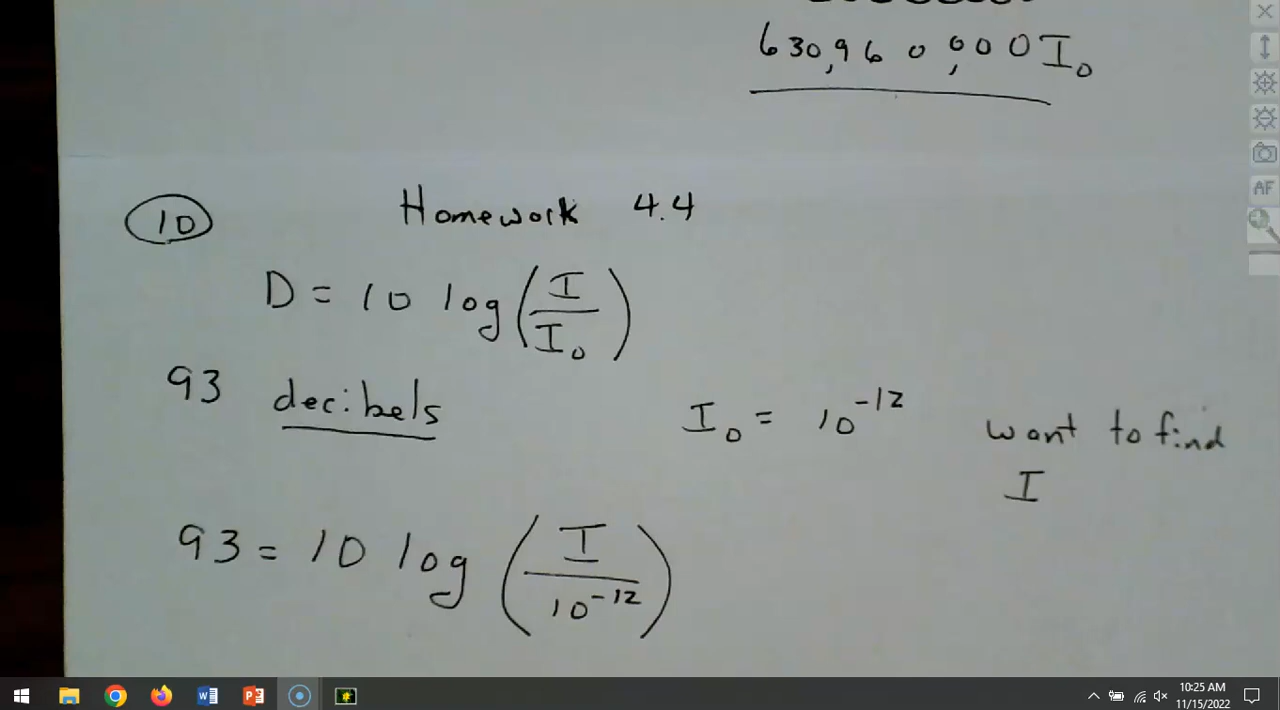 630,960,000 I₀
10 Homework 4.4
D = 10 log(I/I₀)
93 decibels I₀ = 10⁻¹² want to find
I
93 = 10 log(I/10⁻¹²)
AF
10:25 AM
11/15/2022